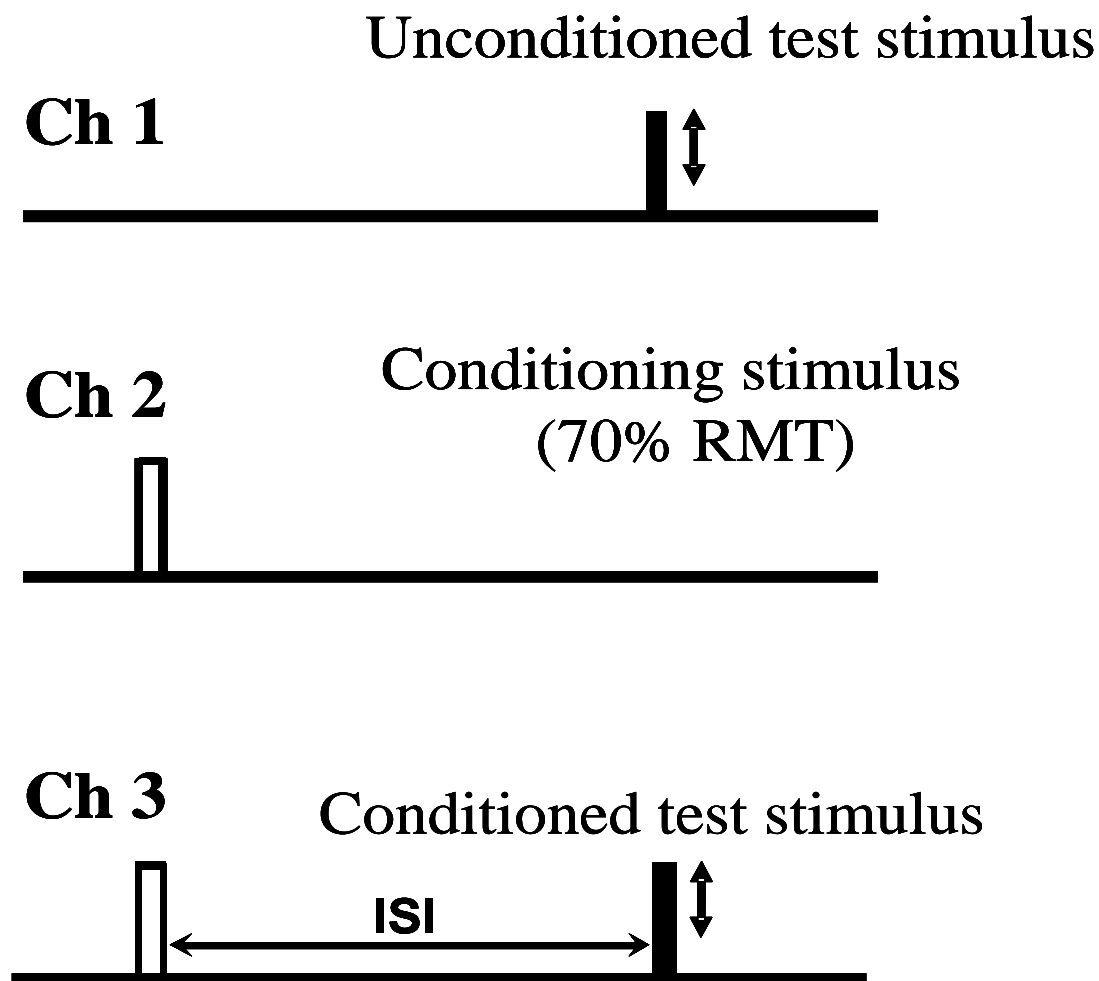 Unconditioned test stimulus
Ch 1
Conditioning stimulus
Ch 2
(70% RMT)
Ch 3
Conditioned test stimulus
ISI